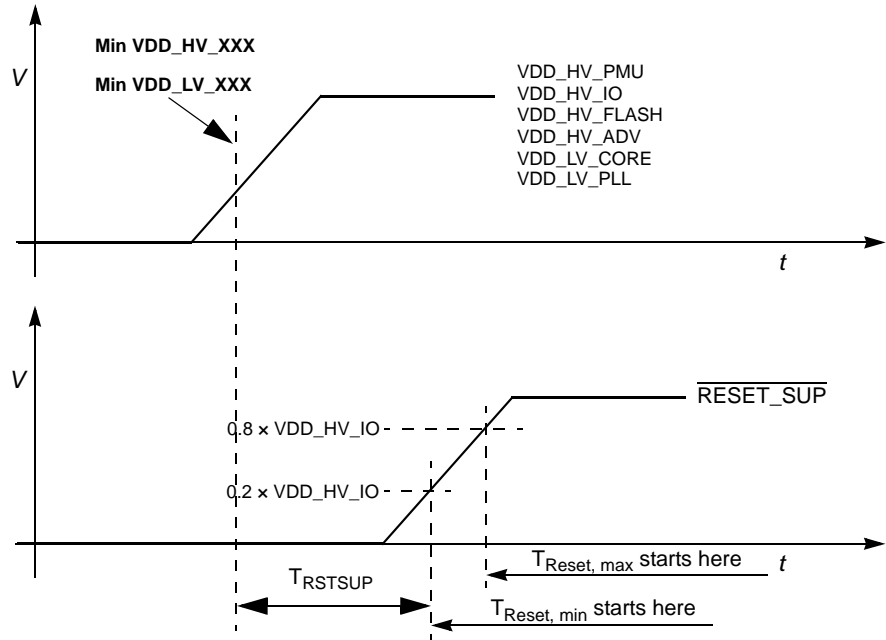 Min VDD_HV_XXX
Min VDD_LV_XXX
V
VDD_HV_PMU
VDD_HV_IO
VDD_HV_FLASH
VDD_HV_ADV
VDD_LV_CORE
VDD_LV_PLL
t
V
RESET_SUP
0.8 × VDD_HV_IO
0.2 × VDD_HV_IO
TReset, max starts here
t
TRSTSUP
TReset, min starts here